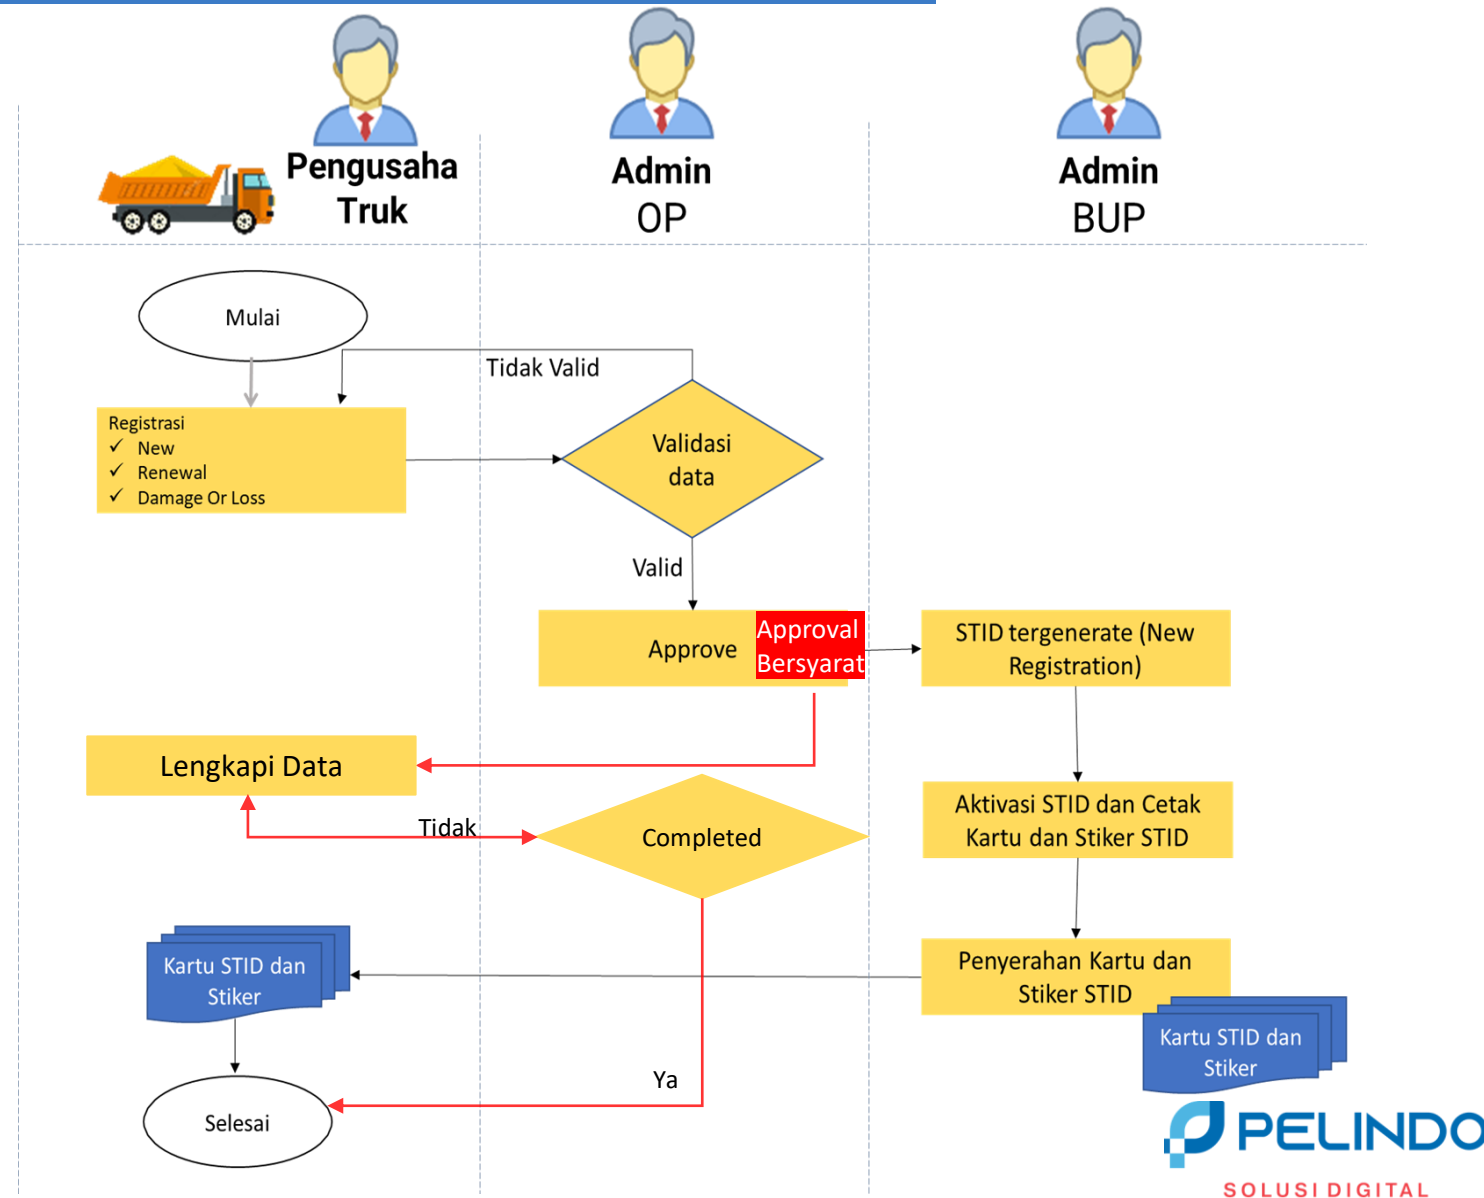 Pengusaha
Truk
Admin
OP
Admin
BUP
Mulai
Tidak Valid
Registrasi
✓ New
✓ Renewal
✓ Damage Or Loss
Validasi
data
Valid
Approve
Approval
Bersyarat
STID tergenerate (New
Registration)
Lengkapi Data
Tidak
Completed
Aktivasi STID dan Cetak
Kartu dan Stiker STID
Kartu STID dan
Stiker
Penyerahan Kartu dan
Stiker STID
Kartu STID dan
Stiker
Ya
Selesai
PELINDO
SOLUSI DIGITAL